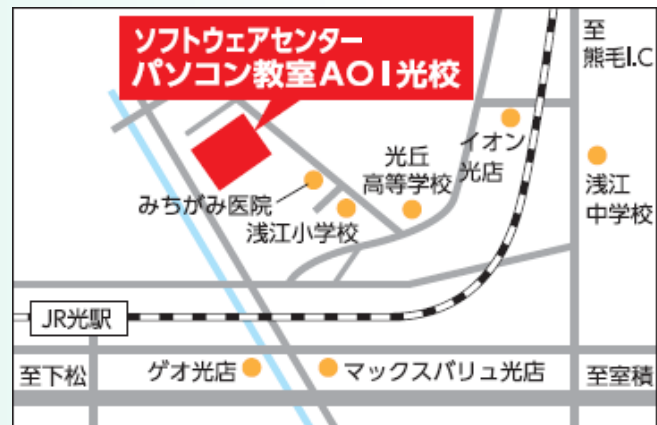 ソフトウェアセンター
パソコン教室AOI光校
至
熊毛I.C
イオン
光店
光丘
高等学校
浅江
中学校
みちがみ医院
浅江小学校
JR光駅
至下松
ゲオ光店
マックスバリュ光店
至室積